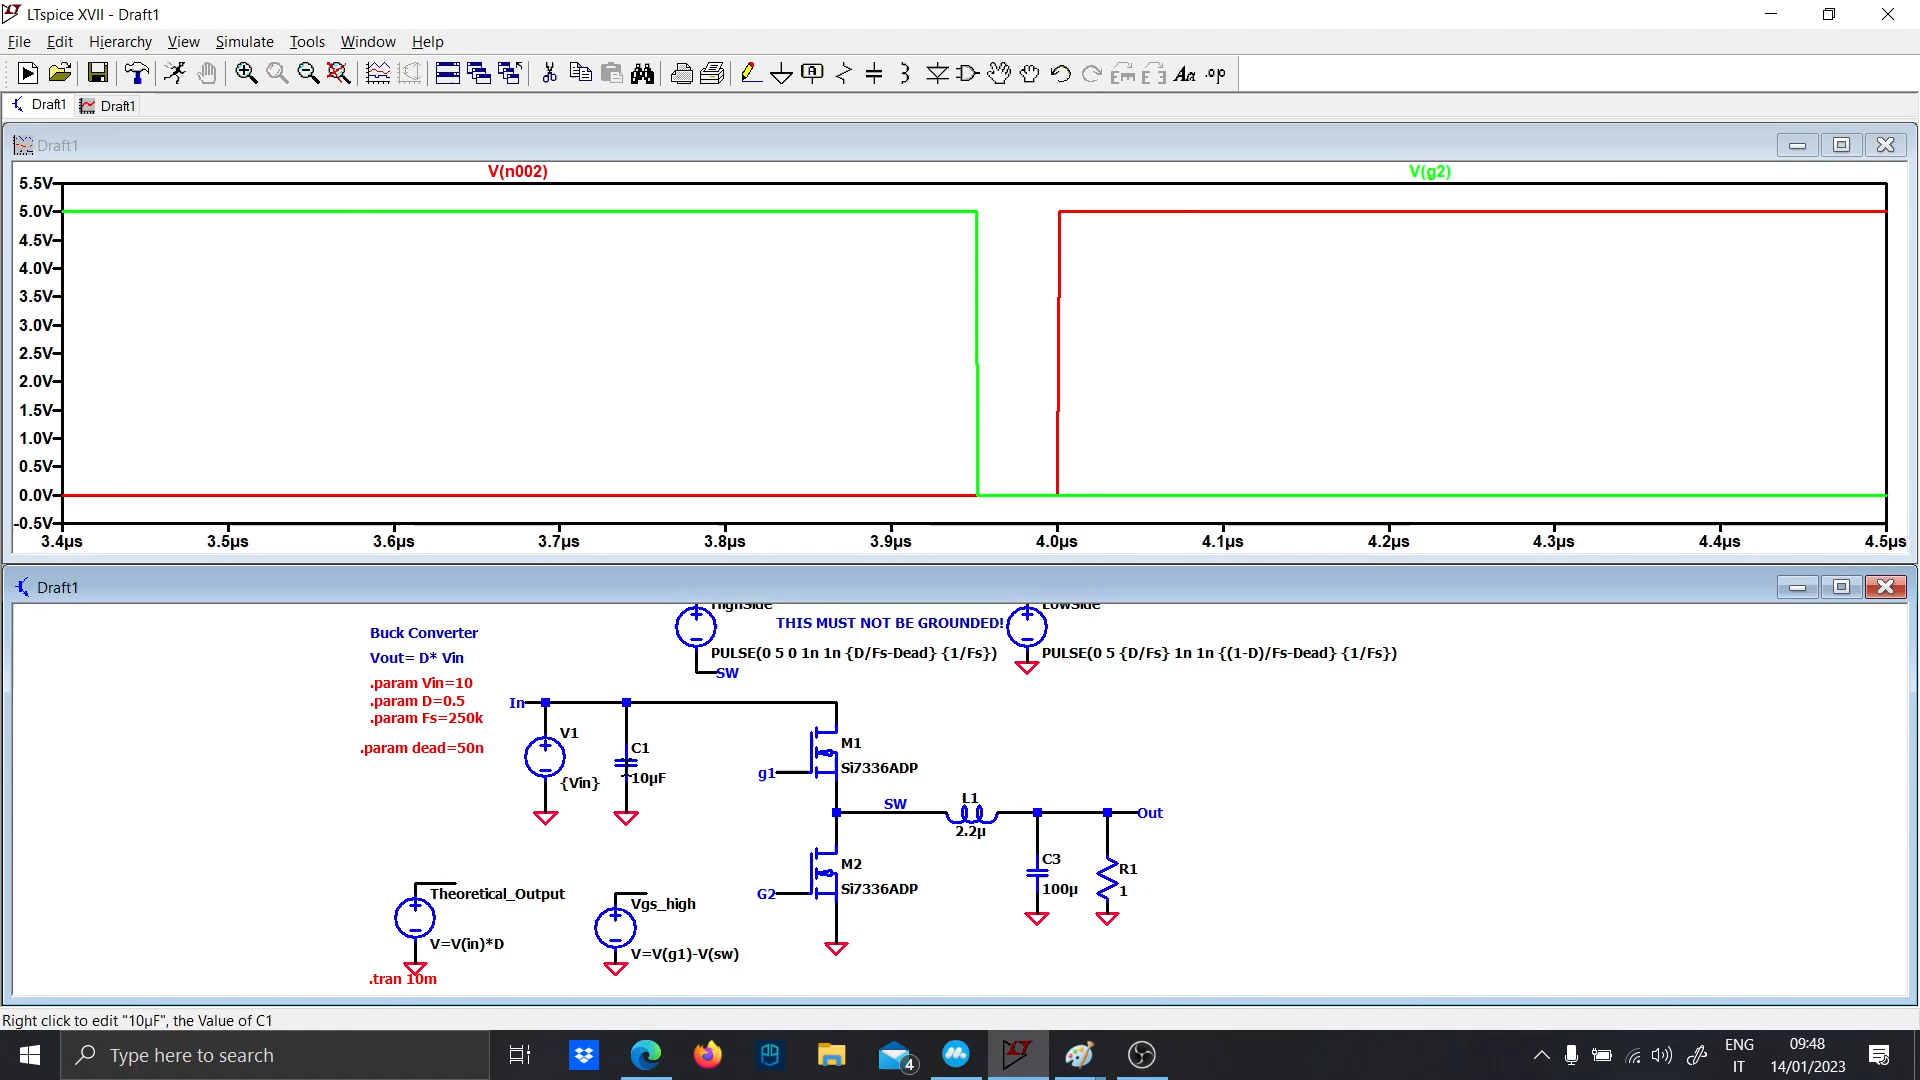 LTspice XVII - Draft1
File Edit Hierarchy View Simulate Tools Window Help
Draft1 Draft1
Draft1
V(n002) V(g2)
5.5V
5.0V
4.5V
4.0V
3.5V
3.0V
2.5V
2.0V
1.5V
1.0V
0.5V
0.0V
-0.5V
3.4µs 3.5µs 3.6µs 3.7µs 3.8µs 3.9µs 4.0µs 4.1µs 4.2µs 4.3µs 4.4µs 4.5µs
Draft1
HighSide LowSide
Buck Converter THIS MUST NOT BE GROUNDED!
Vout= D* Vin PULSE(0 5 0 1n 1n {D/Fs-Dead} {1/Fs}) PULSE(0 5 {D/Fs} 1n 1n {(1-D)/Fs-Dead} {1/Fs})
SW
.param Vin=10
.param D=0.5
.param Fs=250k
.param dead=50n
In
V1
{Vin}
C1
10µF
M1
Si7336ADP
g1
SW
L1
2.2µ
Out
M2
Si7336ADP
G2
C3
100µ
R1
1
Theoretical_Output
V=V(in)*D
Vgs_high
V=V(g1)-V(sw)
.tran 10m
Right click to edit "10µF", the Value of C1
Type here to search
4
ENG
IT
09:48
14/01/2023